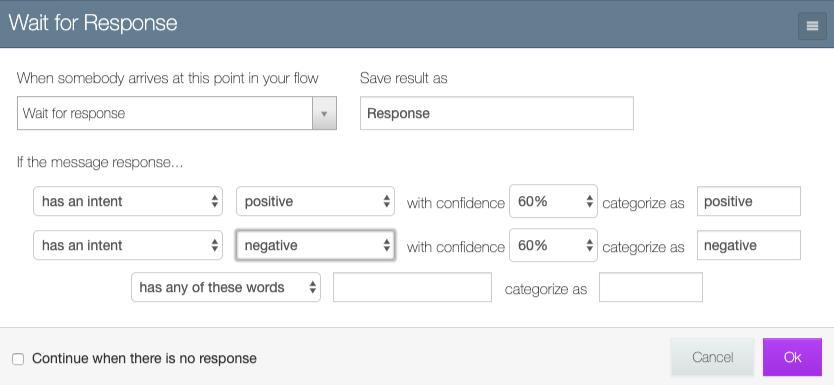 Wait for Response
When somebody arrives at this point in your flow Save result as
Wait for response Response
If the message response...
has an intent positive with confidence 60% categorize as positive
has an intent negative with confidence 60% categorize as negative
has any of these words categorize as
Continue when there is no response Cancel Ok